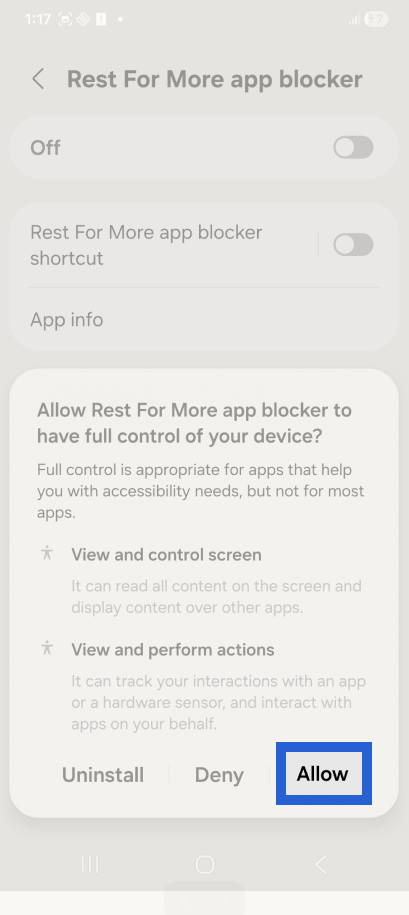 1:17
7
Rest For More app blocker
Off
Rest For More app blocker
shortcut
App info
Allow Rest For More app blocker to
have full control of your device?
Full control is appropriate for apps that help
you with accessibility needs, but not for most
apps.
View and control screen
It can read all content on the screen and
display content over other apps.
View and perform actions
It can track your interactions with an app
or a hardware sensor, and interact with
apps on your behalf.
Uninstall Deny Allow